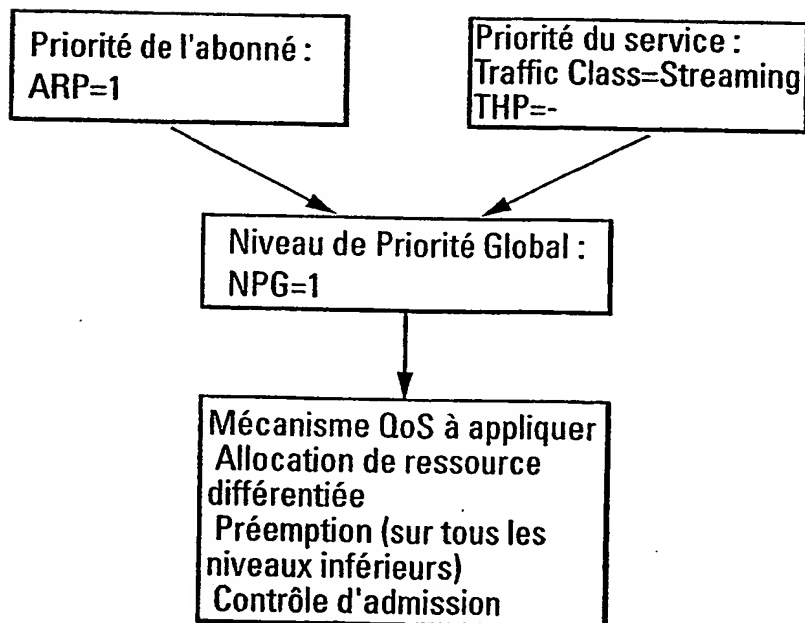 Priorité de l'abonné :
ARP=1
Priorité du service :
Traffic Class=Streaming
THP=-
Niveau de Priorité Global :
NPG=1
Mécanisme QoS à appliquer
Allocation de ressource
différentiée
Préemption (sur tous les
niveaux inférieurs)
Contrôle d'admission